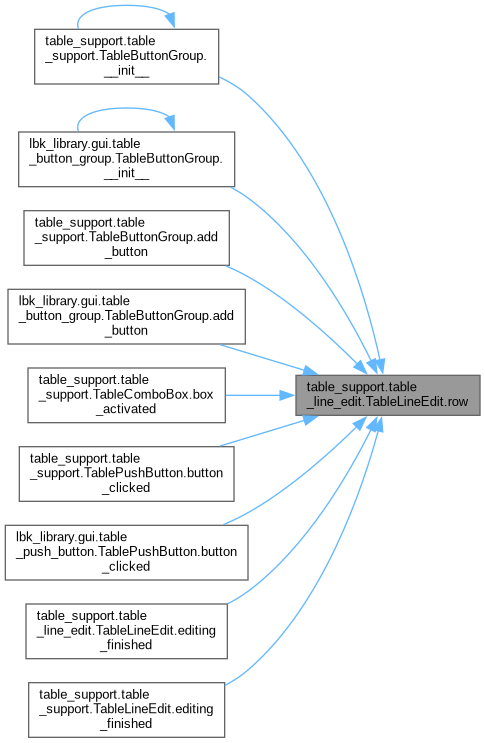 table_support.table
_support.TableButtonGroup.
__init__
lbk_library.gui.table
_button_group.TableButtonGroup.
__init__
table_support.table
_support.TableButtonGroup.add
_button
lbk_library.gui.table
_button_group.TableButtonGroup.add
_button
table_support.table
_support.TableComboBox.box
_activated
table_support.table
_support.TablePushButton.button
_clicked
lbk_library.gui.table
_push_button.TablePushButton.button
_clicked
table_support.table
_line_edit.TableLineEdit.editing
_finished
table_support.table
_support.TableLineEdit.editing
_finished
table_support.table
_line_edit.TableLineEdit.row